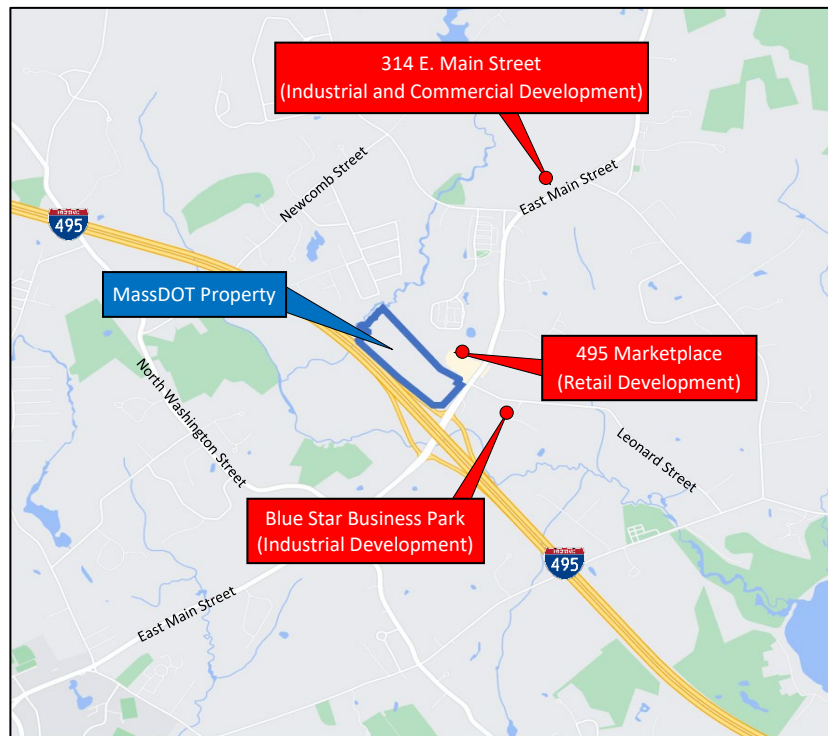 314 E. Main Street
(Industrial and Commercial Development)
Newcomb Street
East Main Street
495
MassDOT Property
495 Marketplace
(Retail Development)
North Washington Street
Leonard Street
Blue Star Business Park
(Industrial Development)
495
East Main Street